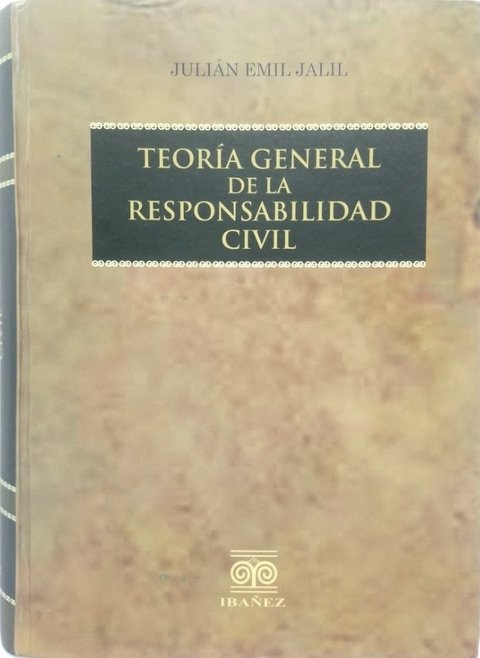 JULIÁN EMIL JALIL
TEORÍA GENERAL
DE LA
RESPONSABILIDAD
CIVIL
IBAÑEZ